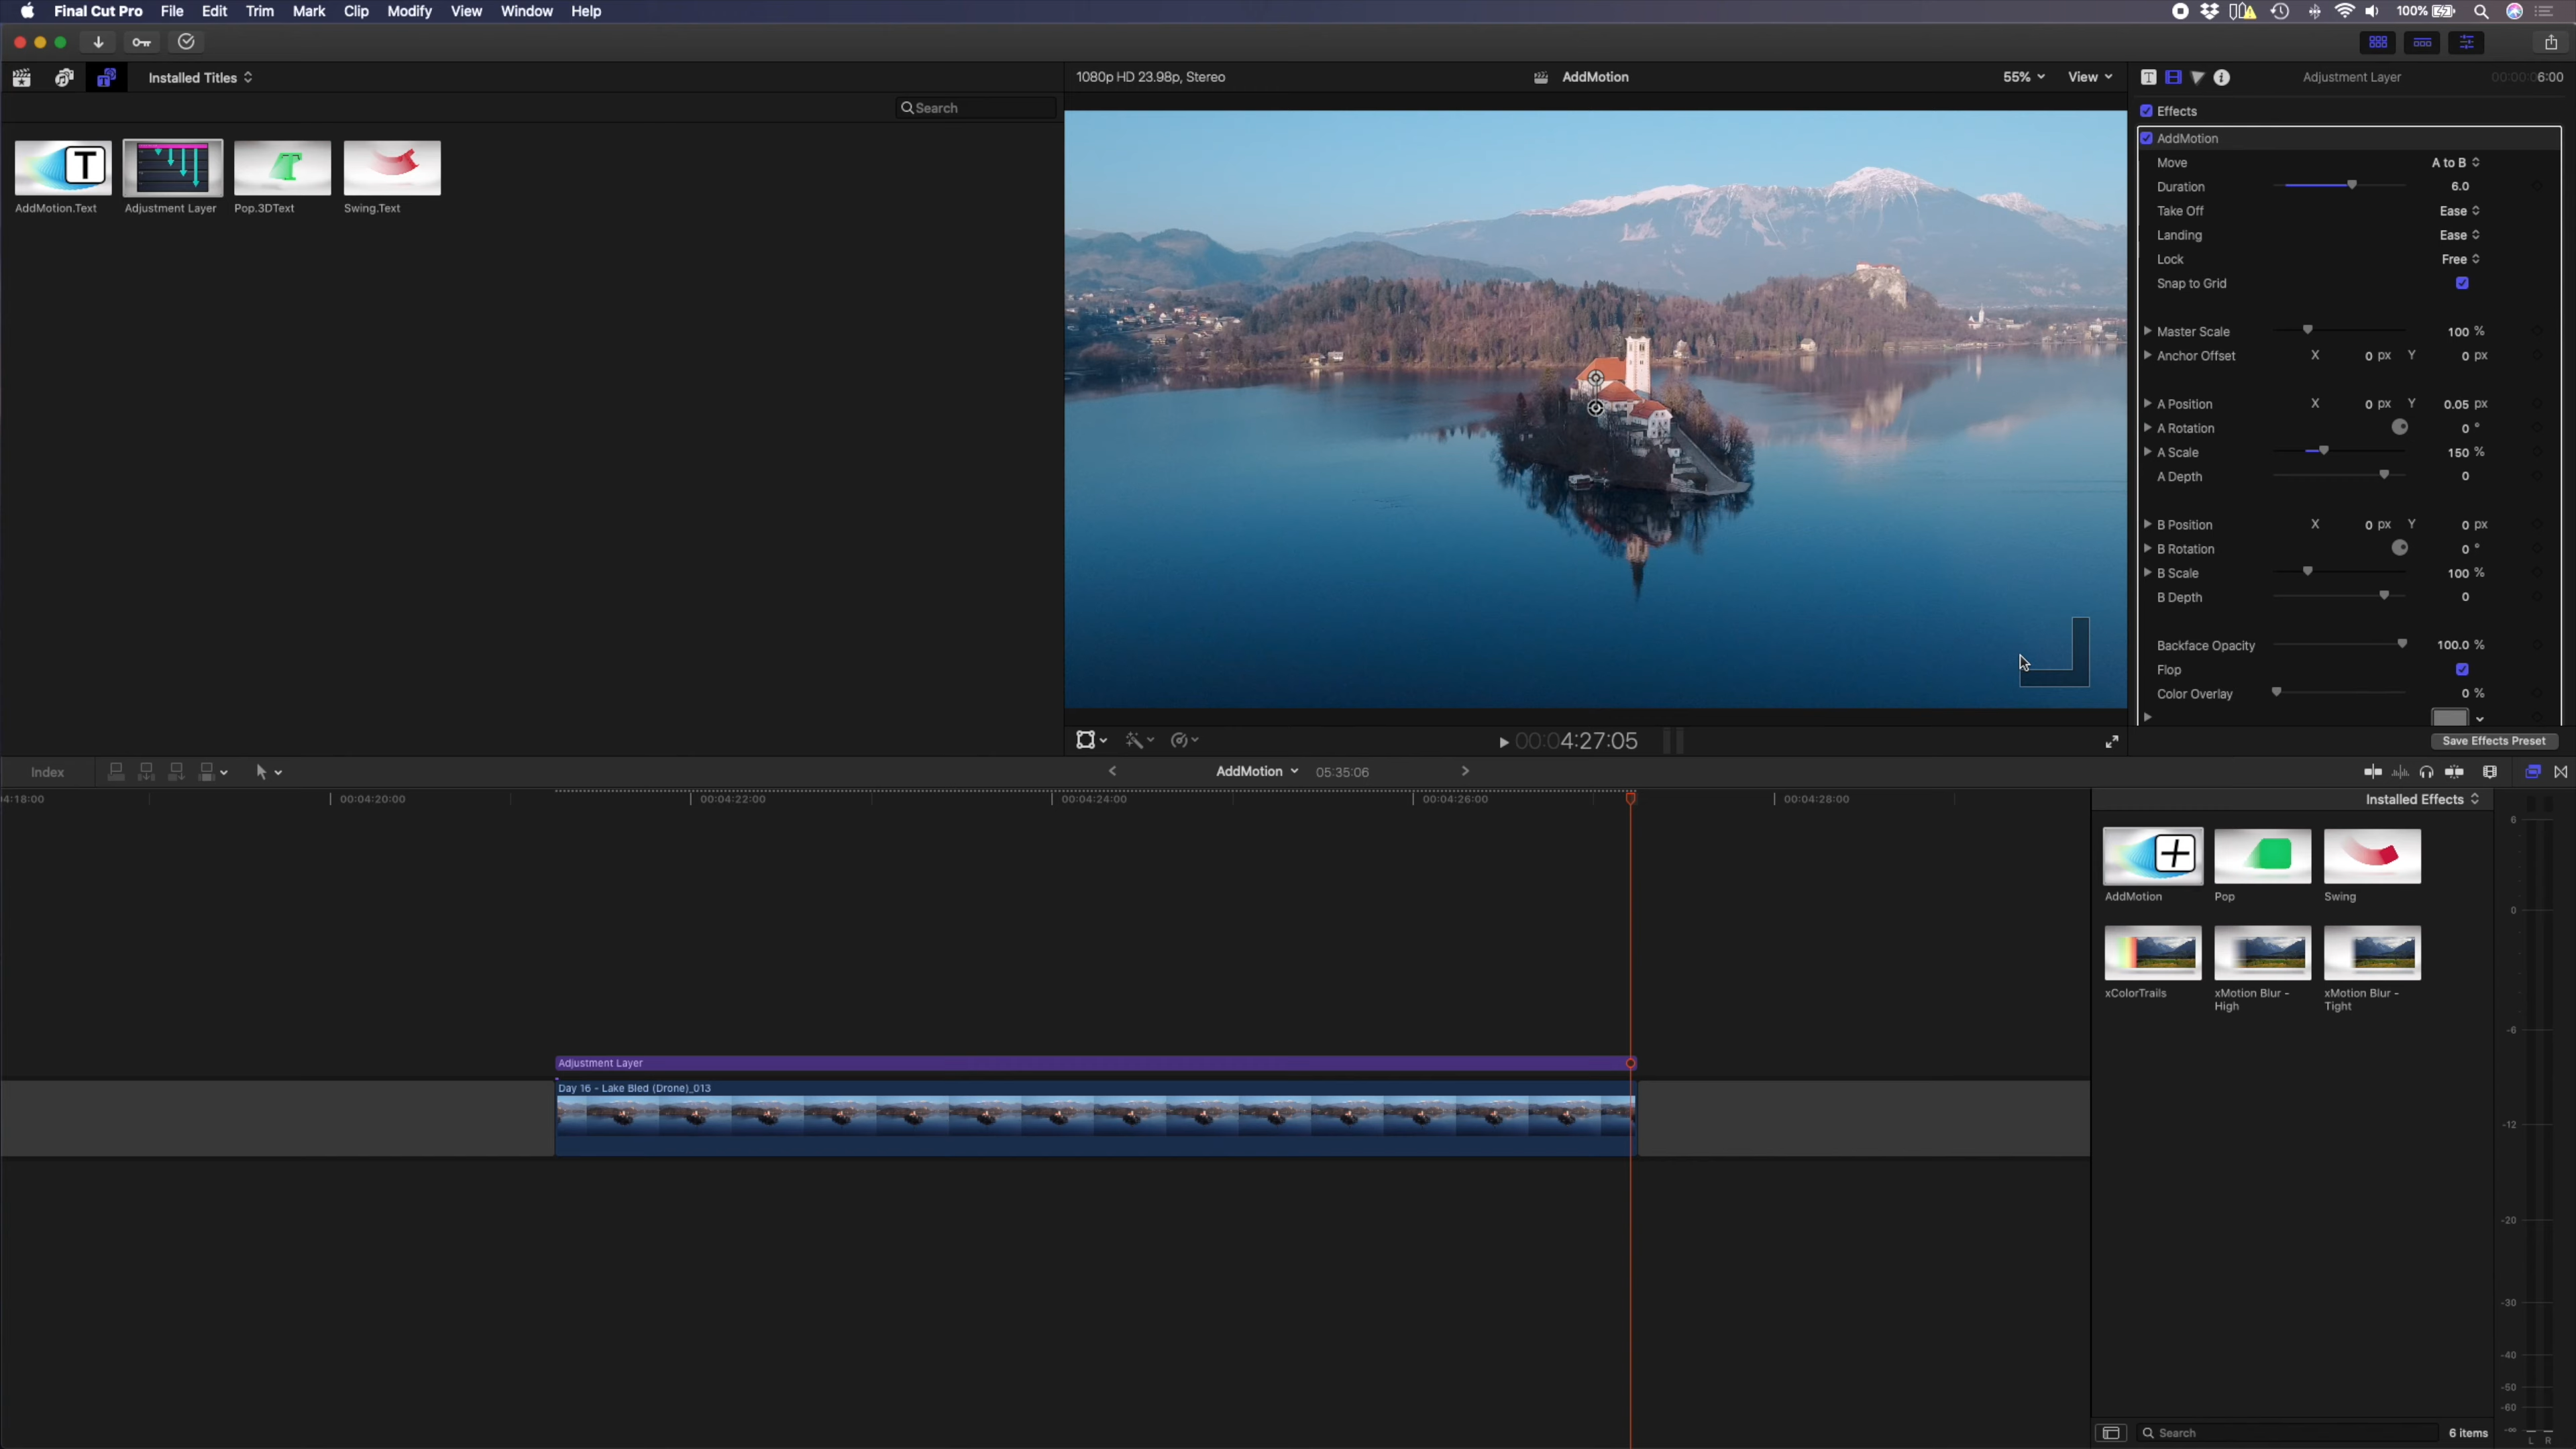 Final Cut Pro File Edit Trim Mark Clip Modify View Window Help 100%
Installed Titles
Search
AddMotion.Text Adjustment Layer Pop.3DText Swing.Text
1080p HD 23.98p, Stereo AddMotion 55% View
Adjustment Layer 00:00:06:00
Effects
AddMotion
Move A to B
Duration 6.0
Take Off Ease
Landing Ease
Lock Free
Snap to Grid
Master Scale 100 %
Anchor Offset X 0 px Y 0 px
A Position X 0 px Y 0.05 px
A Rotation 0 °
A Scale 150 %
A Depth 0
B Position X 0 px Y 0 px
B Rotation 0 °
B Scale 100 %
B Depth 0
Backface Opacity 100.0 %
Flop
Color Overlay 0 %
Save Effects Preset
00:04:27:05
Index
AddMotion 05:35:06
4:18:00 00:04:20:00 00:04:22:00 00:04:24:00 00:04:26:00 00:04:28:00
Adjustment Layer
Day 16 - Lake Bled (Drone)_013
Installed Effects
AddMotion Pop Swing
xColorTrails xMotion Blur - High xMotion Blur - Tight
Search 6 items
6
0
-6
-12
-20
-30
-40
-50
-60
-∞
L R